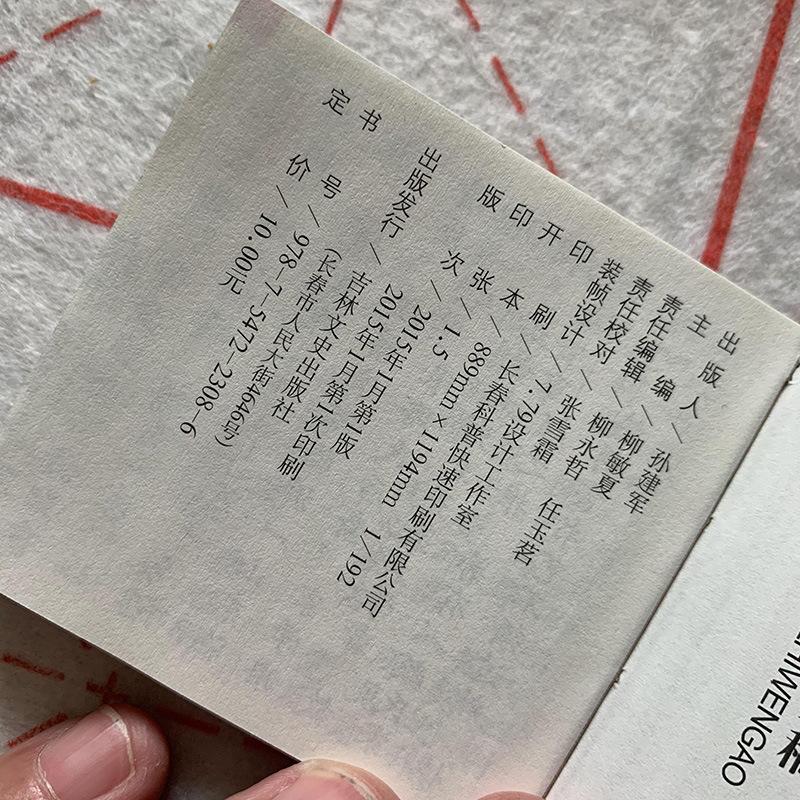 出版人/孙建军
主编/柳敏夏
责任编辑/柳永哲
责任校对/张雪霜 任玉茗
装帧设计/7.79设计工作室
印刷/长春科普快速印刷有限公司
开本/889mm×1194mm 1/192
印张/1.5
版次/2015年1月第1版
2015年1月第1次印刷
出版发行/吉林文史出版社
(长春市人民大街4646号)
书号/978-7-5472-2308-6
定价/10.00元
HIWENGAO